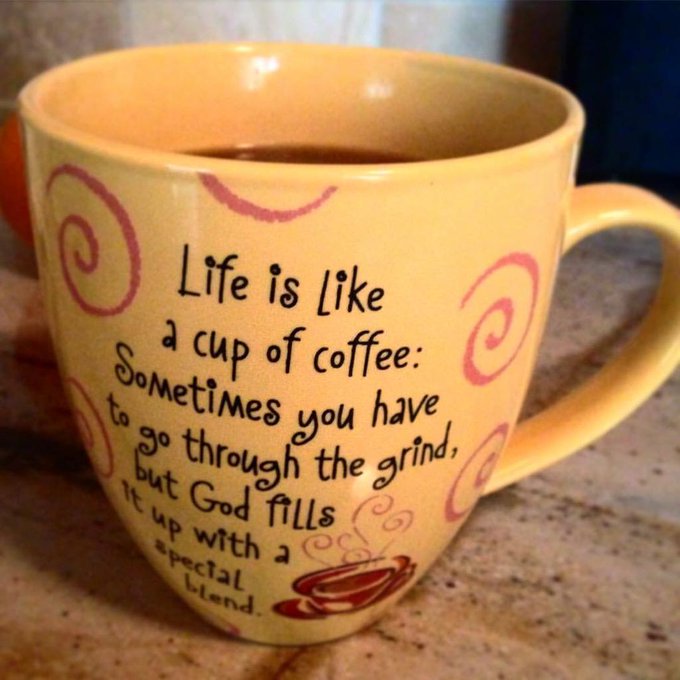 Life is like
a cup of coffee:
Sometimes you have
to go through the grind,
but God fills
it up with a
special
blend.